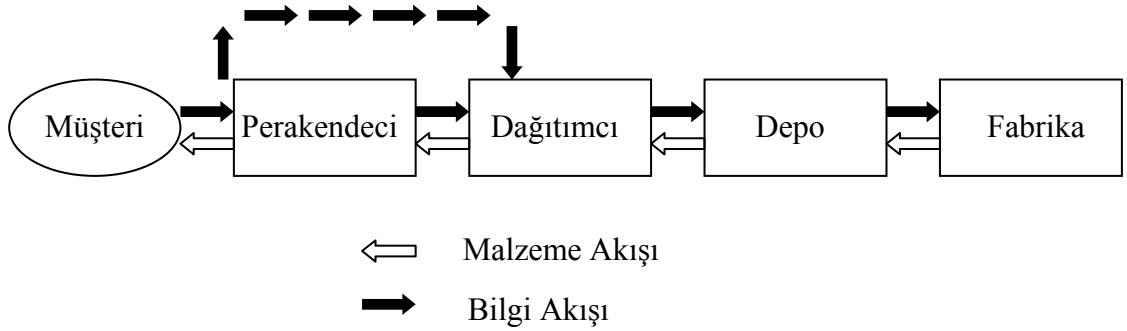 Müşteri
Perakendeci
Dağıtımcı
Depo
Fabrika
Malzeme Akışı
Bilgi Akışı